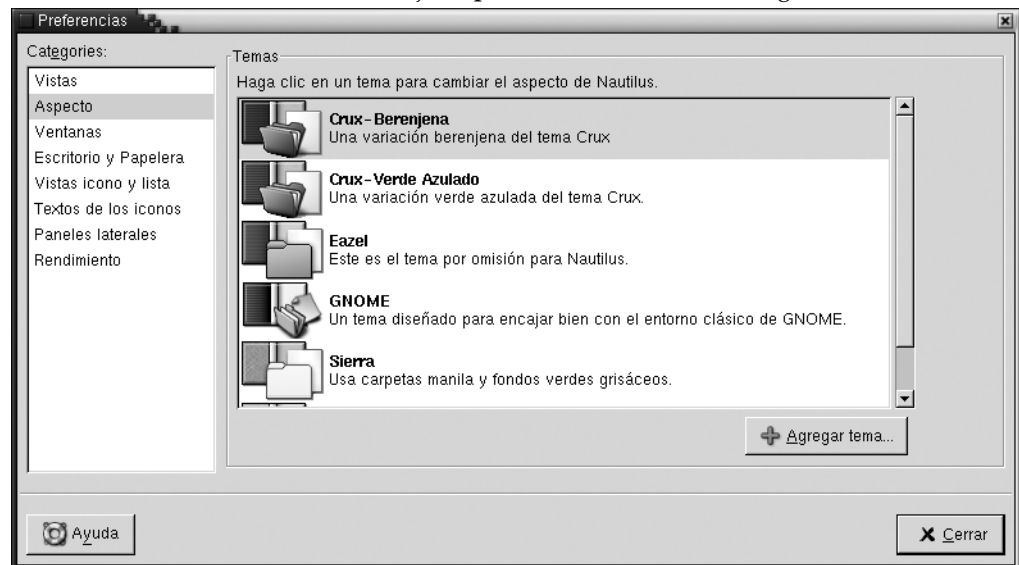 Preferencias
Categories:
Vistas
Aspecto
Ventanas
Escritorio y Papelera
Vistas icono y lista
Textos de los iconos
Paneles laterales
Rendimiento
Temas
Haga clic en un tema para cambiar el aspecto de Nautilus.
Crux-Berenjena
Una variación berenjena del tema Crux
Crux-Verde Azulado
Una variación verde azulada del tema Crux.
Eazel
Este es el tema por omisión para Nautilus.
GNOME
Un tema diseñado para encajar bien con el entorno clásico de GNOME.
Sierra
Usa carpetas manila y fondos verdes grisáceos.
Agregar tema...
Ayuda
Cerrar